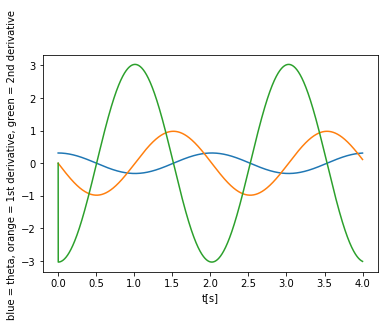 blue = theta, orange = 1st derivative, green = 2nd derivative
3
2
1
0
−1
−2
−3
0.0 0.5 1.0 1.5 2.0 2.5 3.0 3.5 4.0
t[s]